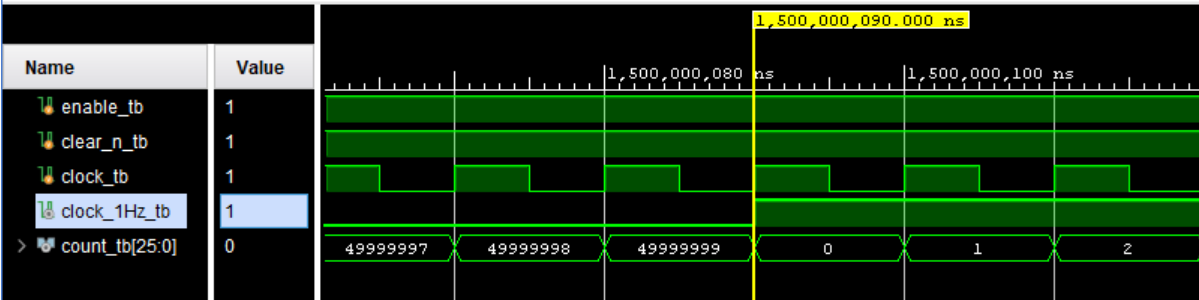 1,500,000,090.000 ns
Name Value
1,500,000,080 ns 1,500,000,100 ns
enable_tb 1
clear_n_tb 1
clock_tb 1
clock_1Hz_tb 1
count_tb[25:0] 0 49999997 49999998 49999999 0 1 2